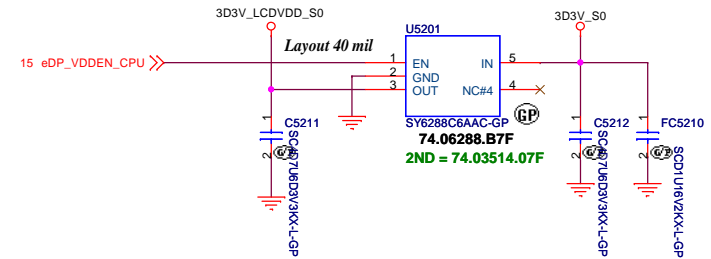 3D3V_LCDVDD_S0
3D3V_S0
U5201
Layout 40 mil
15 eDP_VDDEN_CPU
1 EN IN 5
2 GND
3 OUT NC#4 4
GP
SY6288C6AAC-GP
74.06288.B7F
2ND = 74.03514.07F
1
2
C5211
SC4D7U6D3V3KX-L-GP
1
2
C5212
SC4D7U6D3V3KX-L-GP
1
2
FC5210
SCD1U16V2KX-L-GP